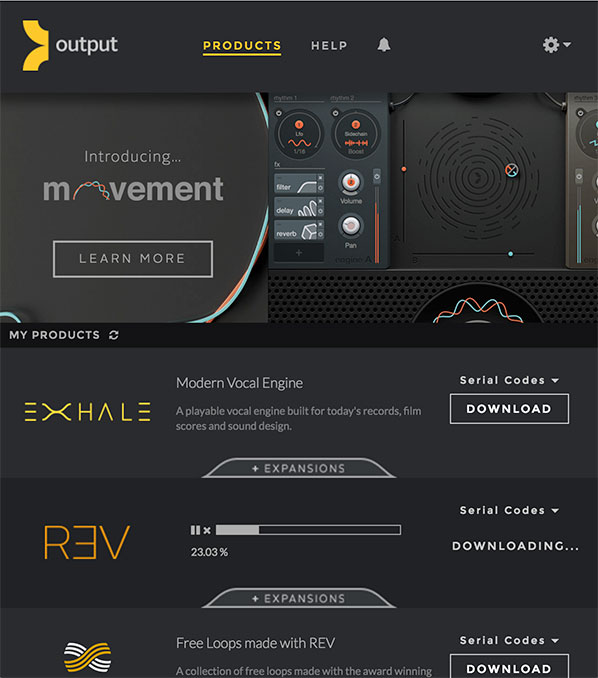 output
PRODUCTS
HELP
Introducing...
movement
LEARN MORE
rhythm 1
rhythm 2
Lfo
1/16
Sidechain
Boost
fx
filter
delay
reverb
+
Volume
Pan
engine A
A
B
rhythm 3
MY PRODUCTS
EXHALE
Modern Vocal Engine
A playable vocal engine built for today's records, film
scores and sound design.
Serial Codes
DOWNLOAD
+ EXPANSIONS
REV
23.03 %
Serial Codes
DOWNLOADING...
+ EXPANSIONS
Free Loops made with REV
A collection of free loops made with the award winning
Serial Codes
DOWNLOAD